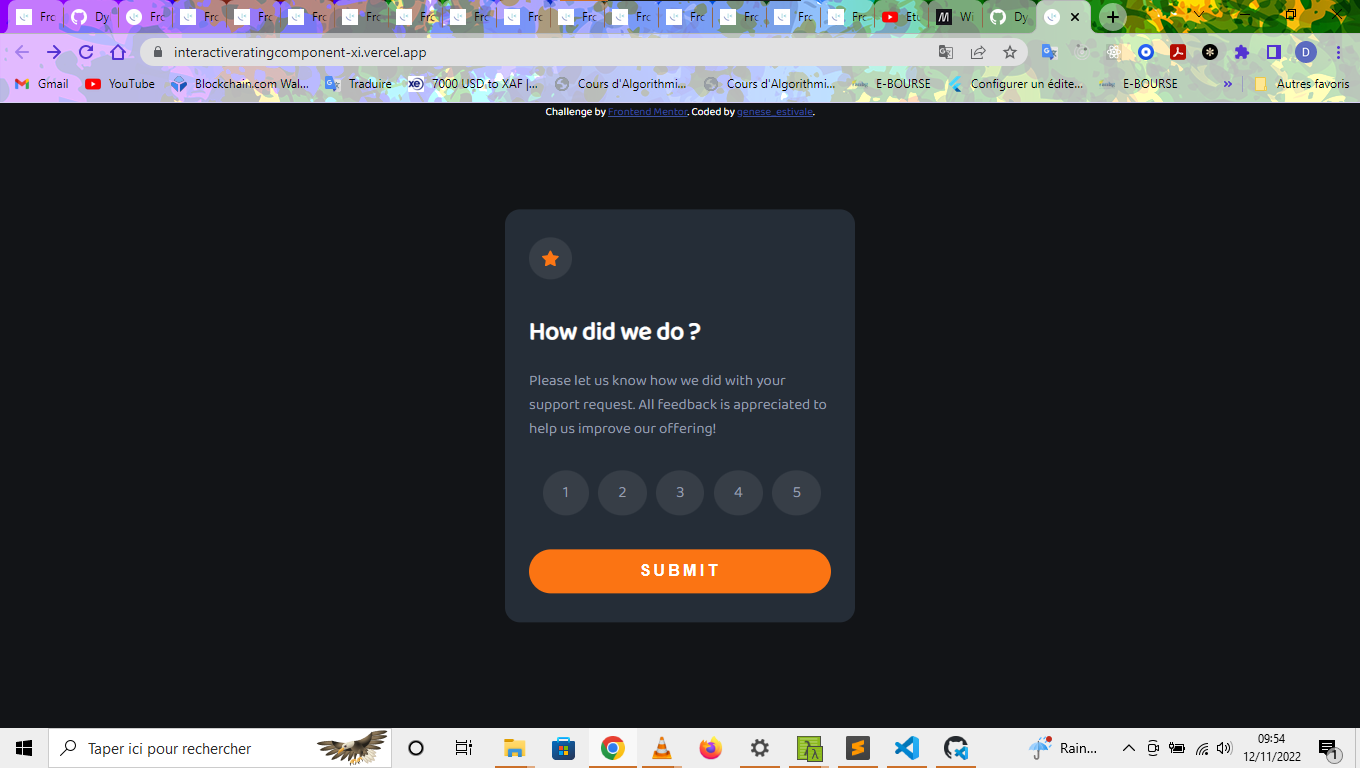 Frc Dy Frc Frc Frc Frc Frc Frc Frc Frc Frc Frc Frc Frc Frc Frc Etu Wi Dy
interactiveratingcomponent-xi.vercel.app
D
Gmail YouTube Blockchain.com Wal... Traduire 7000 USD to XAF |... Cours d'Algorithmi... Cours d'Algorithmi... E-BOURSE Configurer un édite... E-BOURSE » Autres favoris
Challenge by Frontend Mentor. Coded by genese_estivale.
How did we do ?
Please let us know how we did with your
support request. All feedback is appreciated to
help us improve our offering!
1 2 3 4 5
SUBMIT
Taper ici pour rechercher
Rain...
09:54
12/11/2022
1